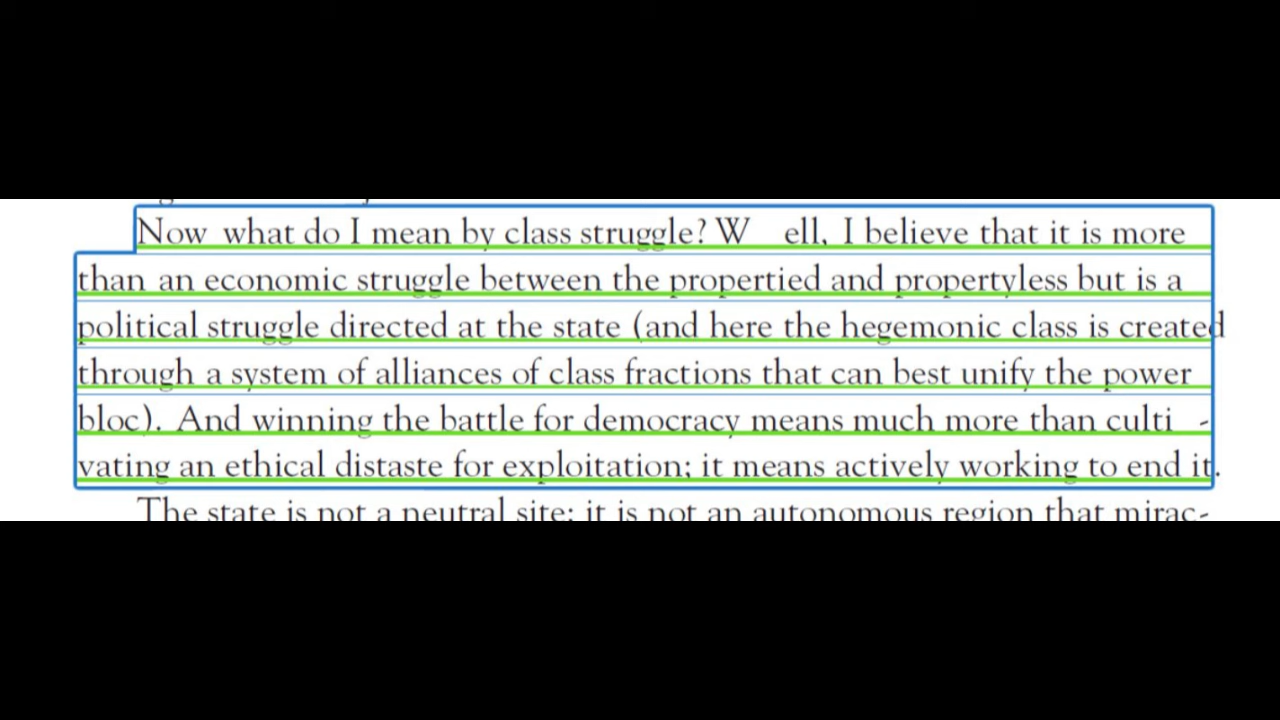 Now what do I mean by class struggle? W ell, I believe that it is more
than an economic struggle between the propertied and propertyless but is a
political struggle directed at the state (and here the hegemonic class is created
through a system of alliances of class fractions that can best unify the power
bloc). And winning the battle for democracy means much more than culti -
vating an ethical distaste for exploitation; it means actively working to end it.
The state is not a neutral site; it is not an autonomous region that mirac-